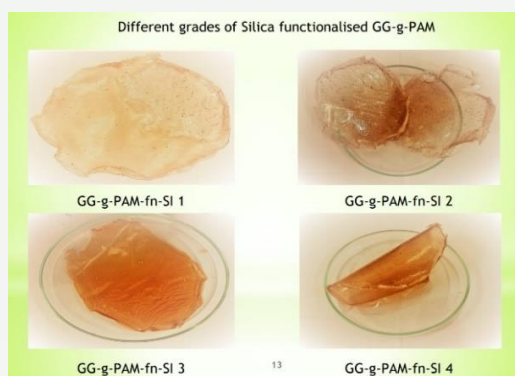 Different grades of Silica functionalised GG-g-PAM
GG-g-PAM-fn-SI 1
GG-g-PAM-fn-SI 2
GG-g-PAM-fn-SI 3
13
GG-g-PAM-fn-SI 4